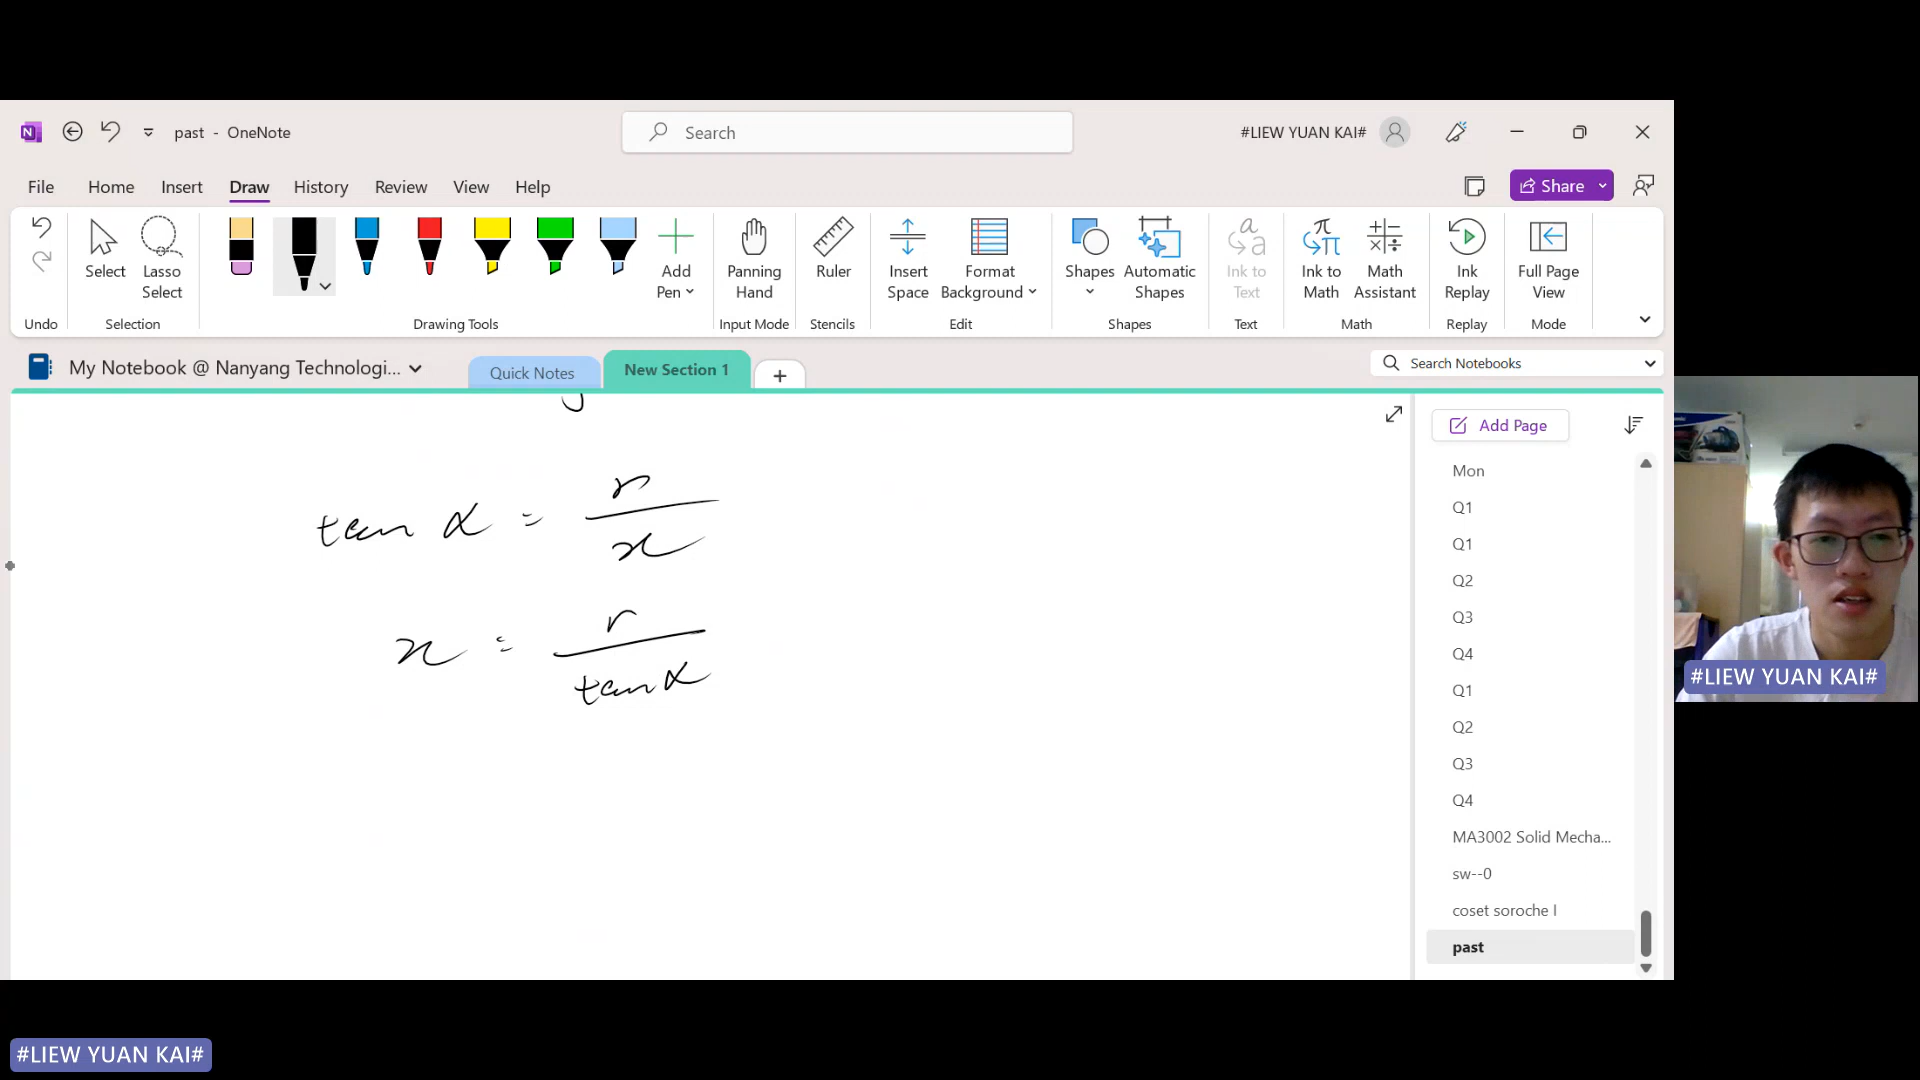 past - OneNote
Search
#LIEW YUAN KAI#
File Home Insert Draw History Review View Help
Share
Select
Lasso Select
Add Pen
Panning Hand
Ruler
Insert Space
Format Background
Shapes
Automatic Shapes
Ink to Text
Ink to Math
Math Assistant
Ink Replay
Full Page View
Undo Selection Drawing Tools Input Mode Stencils Edit Shapes Text Math Replay Mode
My Notebook @ Nanyang Technologi...
Quick Notes
New Section 1
Search Notebooks
Add Page
tan α = r / x
x = r / tan α
Mon
Q1
Q1
Q2
Q3
Q4
Q1
Q2
Q3
Q4
MA3002 Solid Mecha...
sw--0
coset soroche I
past
#LIEW YUAN KAI#
#LIEW YUAN KAI#